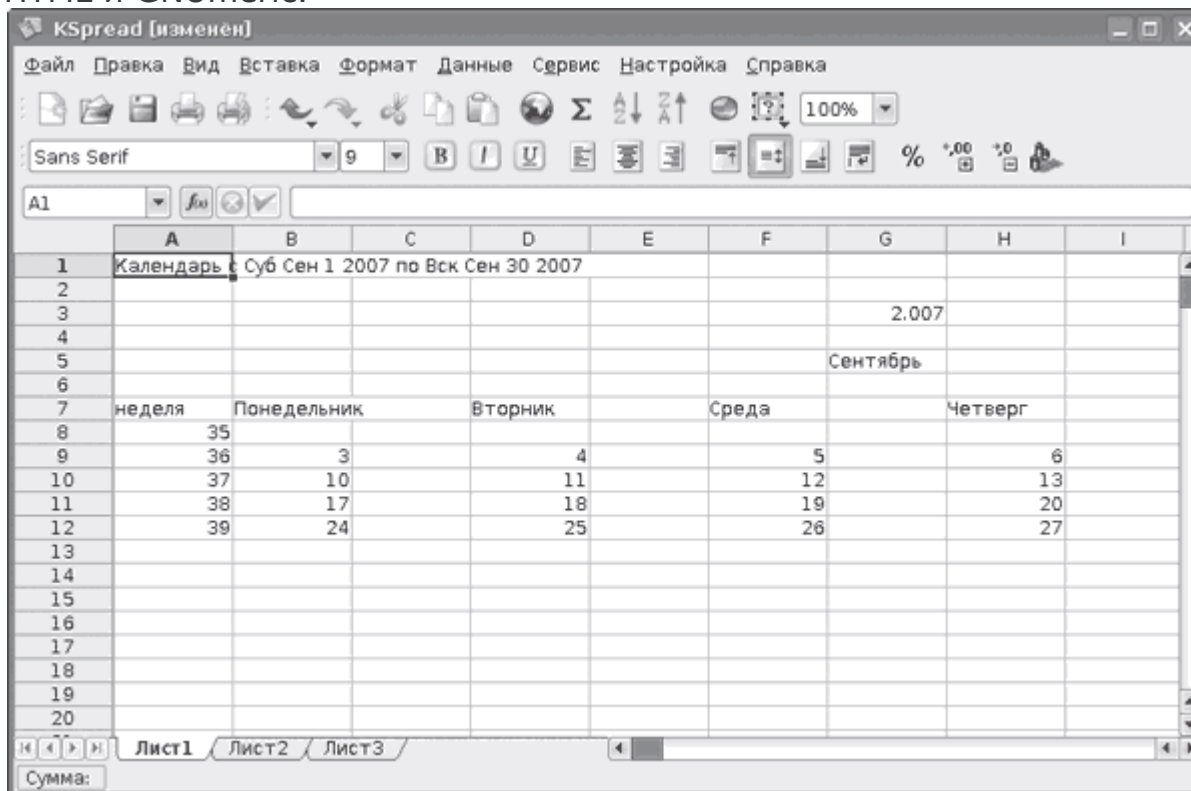 KSpread [изменён]
Файл Правка Вид Вставка Формат Данные Сервис Настройка Справка
100%
Sans Serif 9 B I U % +,00 +,0
A1 f(x)
A B C D E F G H I
1 Календарь с Суб Сен 1 2007 по Вск Сен 30 2007
2
3 2.007
4
5 Сентябрь
6
7 неделя Понедельник Вторник Среда Четверг
8 35
9 36 3 4 5 6
10 37 10 11 12 13
11 38 17 18 19 20
12 39 24 25 26 27
13
14
15
16
17
18
19
20
Лист1 Лист2 Лист3
Сумма: